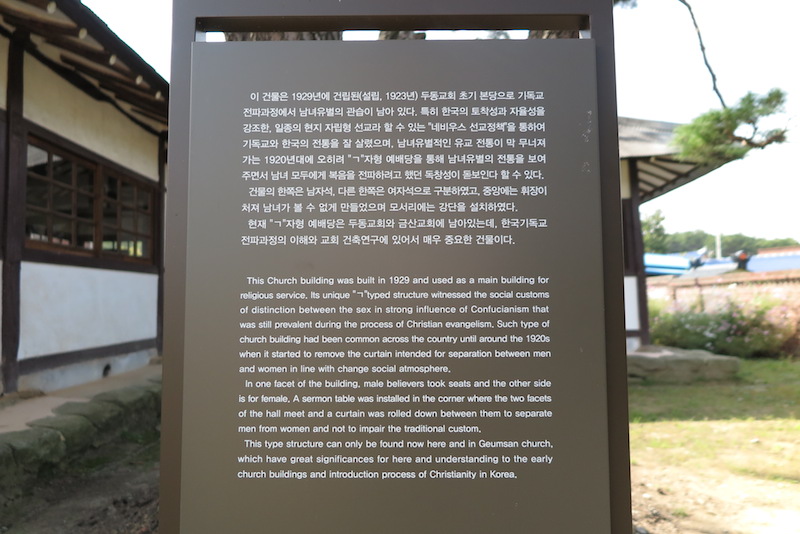 이 건물은 1929년에 건립된(설립, 1923년) 두동교회 초기 본당으로 기독교
전파과정에서 남녀유별의 관습이 남아 있다. 특히 한국의 토착성과 자율성을
강조한, 일종의 현지 자립형 선교라 할 수 있는 "네비우스 선교정책"을 통하여
기독교와 한국의 전통을 잘 살렸으며, 남녀유별적인 유교 전통이 막 무너져
가는 1920년대에 오히려 "ㄱ"자형 예배당을 통해 남녀유별의 전통을 보여
주면서 남녀 모두에게 복음을 전파하려고 했던 독창성이 돋보인다 할 수 있다.
건물의 한쪽은 남자석, 다른 한쪽은 여자석으로 구분하였고, 중앙에는 휘장이
처져 남녀가 볼 수 없게 만들었으며 모서리에는 강단을 설치하였다.
현재 "ㄱ"자형 예배당은 두동교회와 금산교회에 남아있는데, 한국기독교
전파과정의 이해와 교회 건축연구에 있어서 매우 중요한 건물이다.
This Church building was built in 1929 and used as a main building for
religious service. Its unique "ㄱ"typed structure witnessed the social customs
of distinction between the sex in strong influence of Confucianism that
was still prevalent during the process of Christian evangelism. Such type of
church building had been common across the country until around the 1920s
when it started to remove the curtain intended for separation between men
and women in line with change social atmosphere.
In one facet of the building, male believers took seats and the other side
is for female. A sermon table was installed in the corner where the two facets
of the hall meet and a curtain was rolled down between them to separate
men from women and not to impair the traditional custom.
This type structure can only be found now here and in Geumsan church,
which have great significances for here and understanding to the early
church buildings and introduction process of Christianity in Korea.